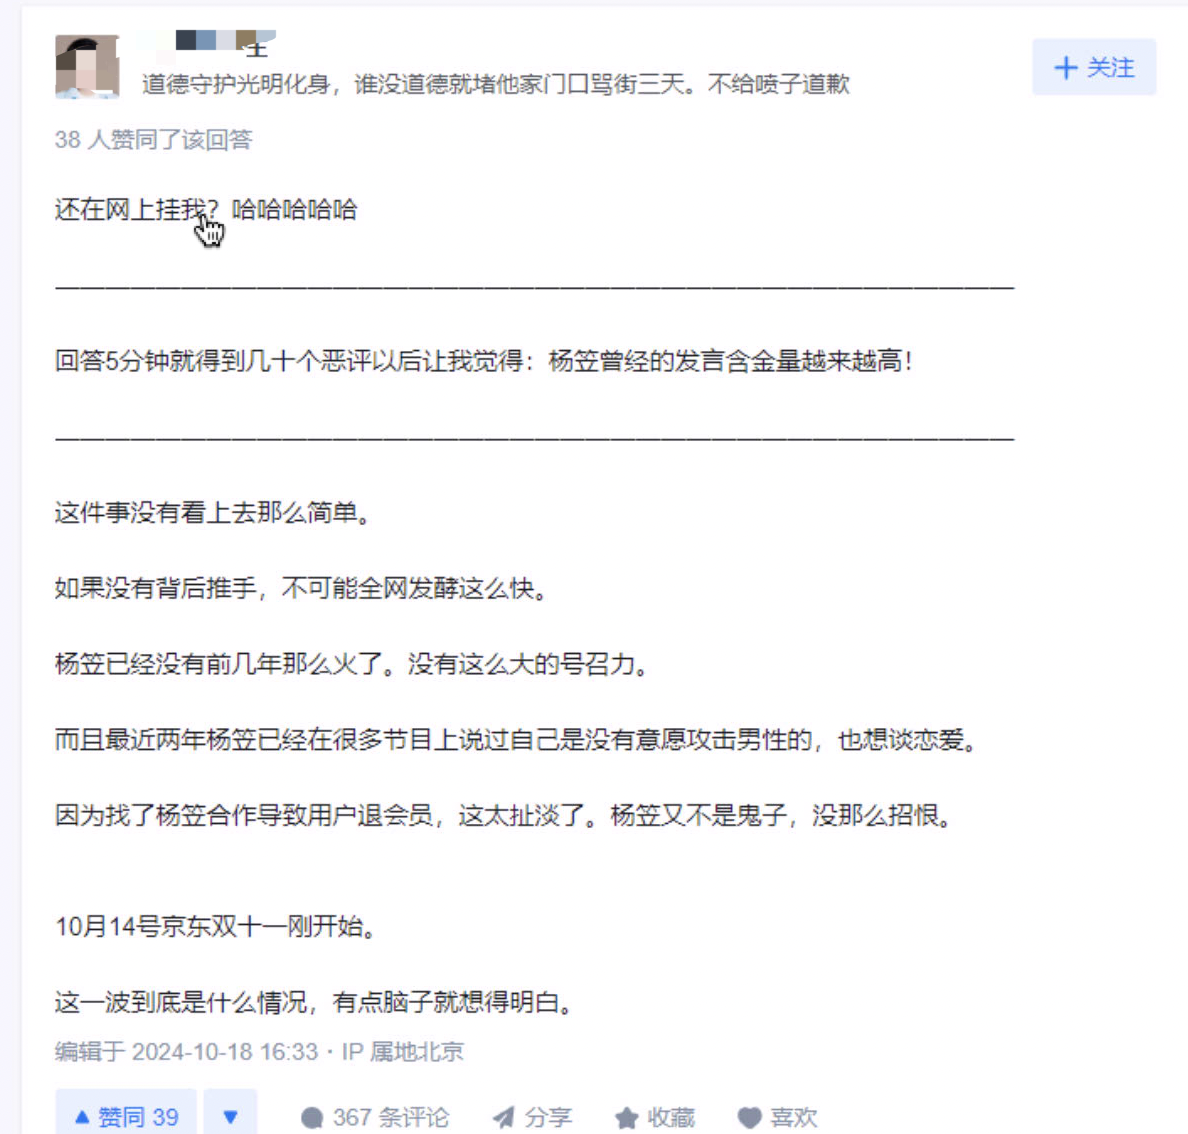 道德守护光明化身，谁没道德就堵他家门口骂街三天。不给喷子道歉
+ 关注
38 人赞同了该回答
还在网上挂我？哈哈哈哈哈
——————————————————————————————————————
回答5分钟就得到几十个恶评以后让我觉得：杨笠曾经的发言含金量越来越高！
——————————————————————————————————————
这件事没有看上去那么简单。
如果没有背后推手，不可能全网发酵这么快。
杨笠已经没有前几年那么火了。没有这么大的号召力。
而且最近两年杨笠已经在很多节目上说过自己是没有意愿攻击男性的，也想谈恋爱。
因为找了杨笠合作导致用户退会员，这太扯淡了。杨笠又不是鬼子，没那么招恨。
10月14号京东双十一刚开始。
这一波到底是什么情况，有点脑子就想得明白。
编辑于 2024-10-18 16:33 · IP 属地北京
▲ 赞同 39 ▼ 367 条评论 分享 收藏 喜欢